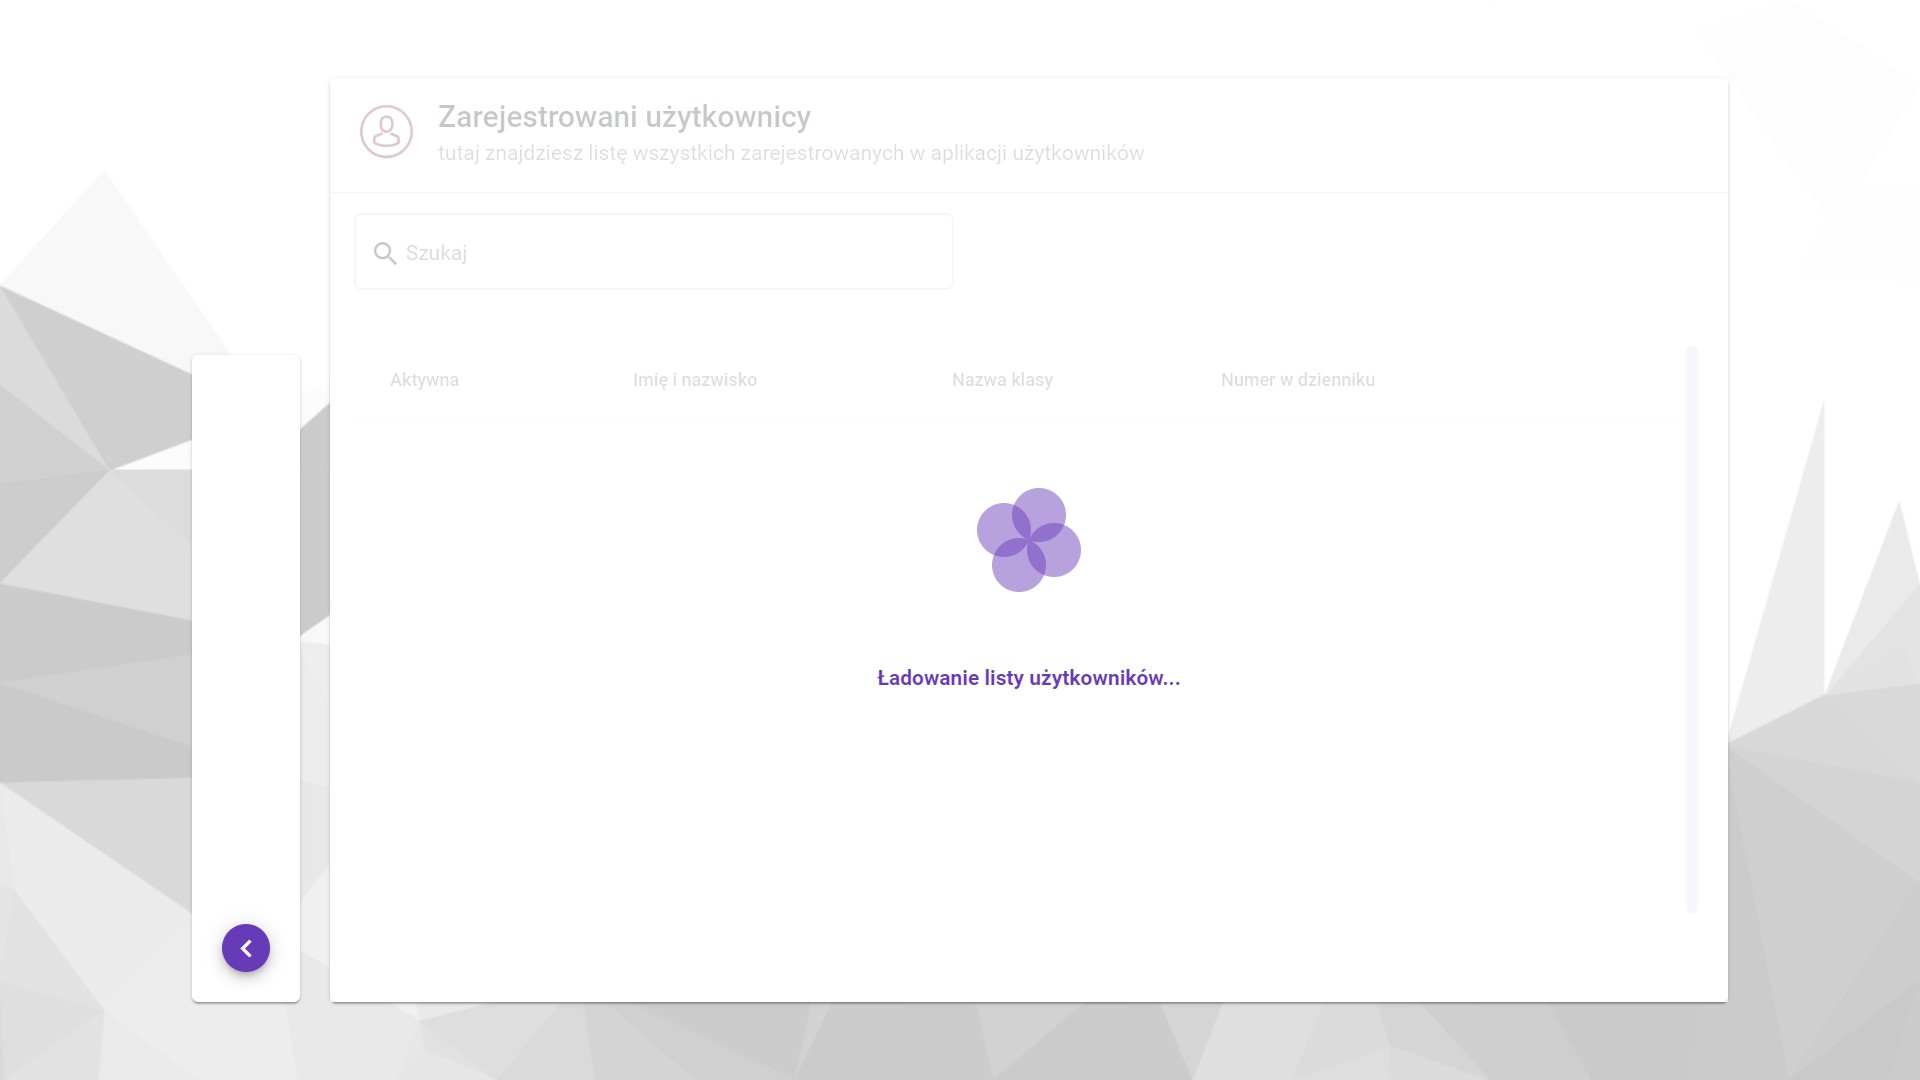 Zarejestrowani użytkownicy
tutaj znajdziesz listę wszystkich zarejestrowanych w aplikacji użytkowników
Szukaj
Aktywna Imię i nazwisko Nazwa klasy Numer w dzienniku
Ładowanie listy użytkowników...